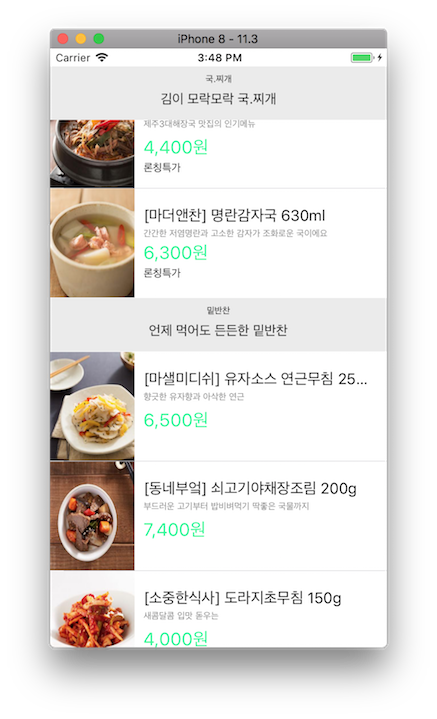 iPhone 8 - 11.3
Carrier 3:48 PM
국.찌개
김이 모락모락 국.찌개
제주3대해장국 맛집의 인기메뉴
4,400원
론칭특가
[마더앤찬] 명란감자국 630ml
간간한 저염명란과 고소한 감자가 조화로운 국이에요
6,300원
론칭특가
밑반찬
언제 먹어도 든든한 밑반찬
[마샐미디쉬] 유자소스 연근무침 25...
향긋한 유자향과 아삭한 연근
6,500원
[동네부엌] 쇠고기야채장조림 200g
부드러운 고기부터 밥비벼먹기 딱좋은 국물까지
7,400원
[소중한식사] 도라지초무침 150g
새콤달콤 입맛 돋우는
4,000원